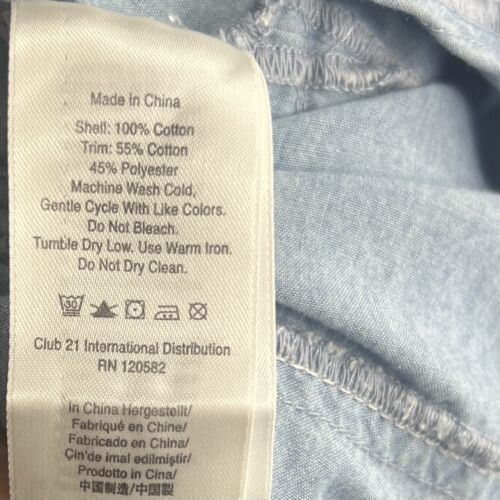 Made in China
Shell: 100% Cotton
Trim: 55% Cotton
45% Polyester
Machine Wash Cold,
Gentle Cycle With Like Colors.
Do Not Bleach.
Tumble Dry Low. Use Warm Iron.
Do Not Dry Clean.
30
Club 21 International Distribution
RN 120582
In China Hergestellt/
Fabriqué en Chine/
Fabricado en China/
Çin'de imal edilmiştir/
Prodotto in Cina/
中国制造/中国製